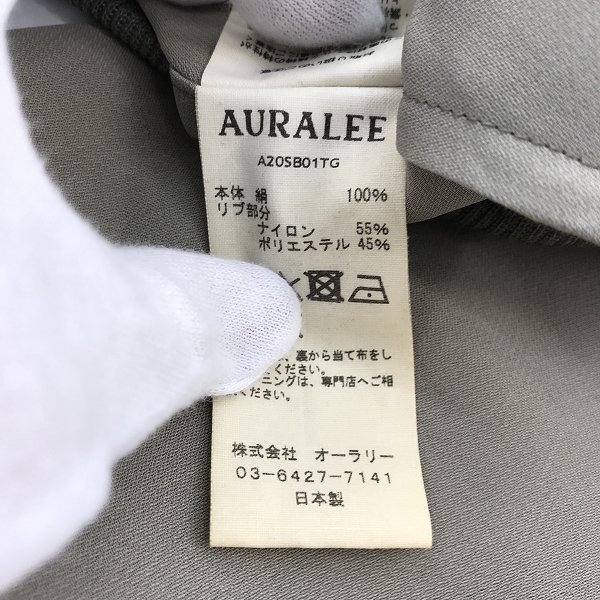 AURALEE
A20SB01TG
本体 絹 100%
リブ部分
ナイロン 55%
ポリエステル 45%
、裏から当て布をし
ください。
ーニングは、専門店へご相
ください。
株式会社 オーラリー
03-6427-7141
日本製